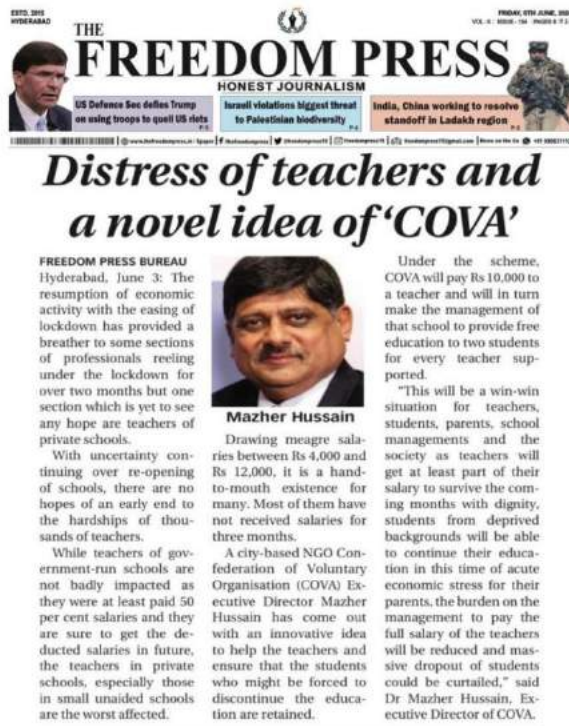 ESTD. 2015
HYDERABAD
FRIDAY, 5TH JUNE,
THE
FREEDOM PRESS
HONEST JOURNALISM
US Defence Sec defies Trump
on using troops to quell US riots
Israeli violations biggest threat
to Palestinian biodiversity
India, China working to resolve
standoff in Ladakh region
Distress of teachers and
a novel idea of 'COVA'
FREEDOM PRESS BUREAU
Hyderabad, June 3: The
resumption of economic
activity with the easing of
lockdown has provided a
breather to some sections
of professionals reeling
under the lockdown for
over two months but one
section which is yet to see
any hope are teachers of
private schools.
With uncertainty con-
tinuing over re-opening
of schools, there are no
hopes of an early end to
the hardships of thou-
sands of teachers.
While teachers of gov-
ernment-run schools are
not badly impacted as
they were at least paid 50
per cent salaries and they
are sure to get the de-
ducted salaries in future,
the teachers in private
schools, especially those
in small unaided schools
are the worst affected.
Mazher Hussain
Drawing meagre sala-
ries between Rs 4,000 and
Rs 12,000, it is a hand-
to-mouth existence for
many. Most of them have
not received salaries for
three months.
A city-based NGO Con-
federation of Voluntary
Organisation (COVA) Ex-
ecutive Director Mazher
Hussain has come out
with an innovative idea
to help the teachers and
ensure that the students
who might be forced to
discontinue the educa-
tion are retained.
Under the scheme,
COVA will pay Rs 10,000 to
a teacher and will in turn
make the management of
that school to provide free
education to two students
for every teacher sup-
ported.
"This will be a win-win
situation for teachers,
students, parents, school
managements and the
society as teachers will
get at least part of their
salary to survive the com-
ing months with dignity,
students from deprived
backgrounds will be able
to continue their educa-
tion in this time of acute
economic stress for their
parents, the burden on the
management to pay the
full salary of the teachers
will be reduced and mas-
sive dropout of students
could be curtailed," said
Dr Mazher Hussain, Ex-
ecutive Director of COVA.